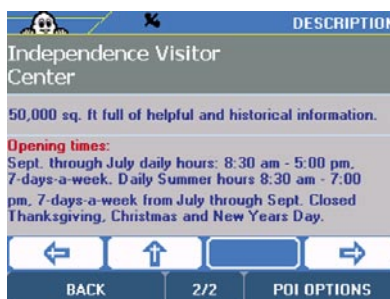 DESCRIPTION
Independence Visitor
Center
50,000 sq. ft full of helpful and historical information.
Opening times:
Sept. through July daily hours: 8:30 am - 5:00 pm,
7-days-a-week. Daily Summer hours 8:30 am - 7:00
pm, 7-days-a-week from July through Sept. Closed
Thanksgiving, Christmas and New Years Day.
BACK 2/2 POI OPTIONS